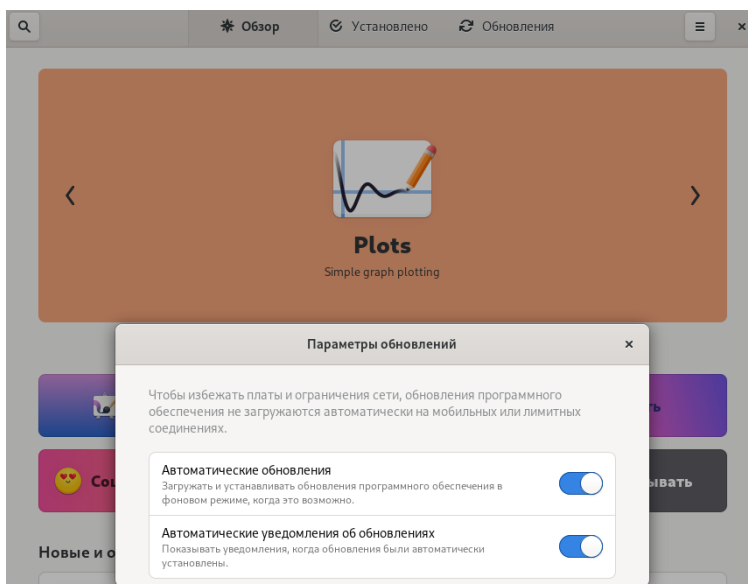 Обзор
Установлено
Обновления
Plots
Simple graph plotting
Параметры обновлений
Чтобы избежать платы и ограничения сети, обновления программного
обеспечения не загружаются автоматически на мобильных или лимитных
соединениях.
Автоматические обновления
Загружать и устанавливать обновления программного обеспечения в
фоновом режиме, когда это возможно.
Автоматические уведомления об обновлениях
Показывать уведомления, когда обновления были автоматически
установлены.
Новые и о